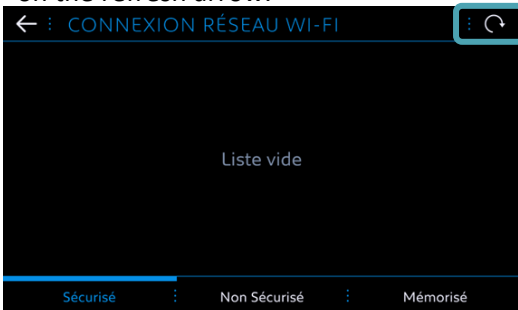 on the refresh arrow.
CONNEXION RÉSEAU WI-FI
Liste vide
Sécurisé Non Sécurisé Mémorisé